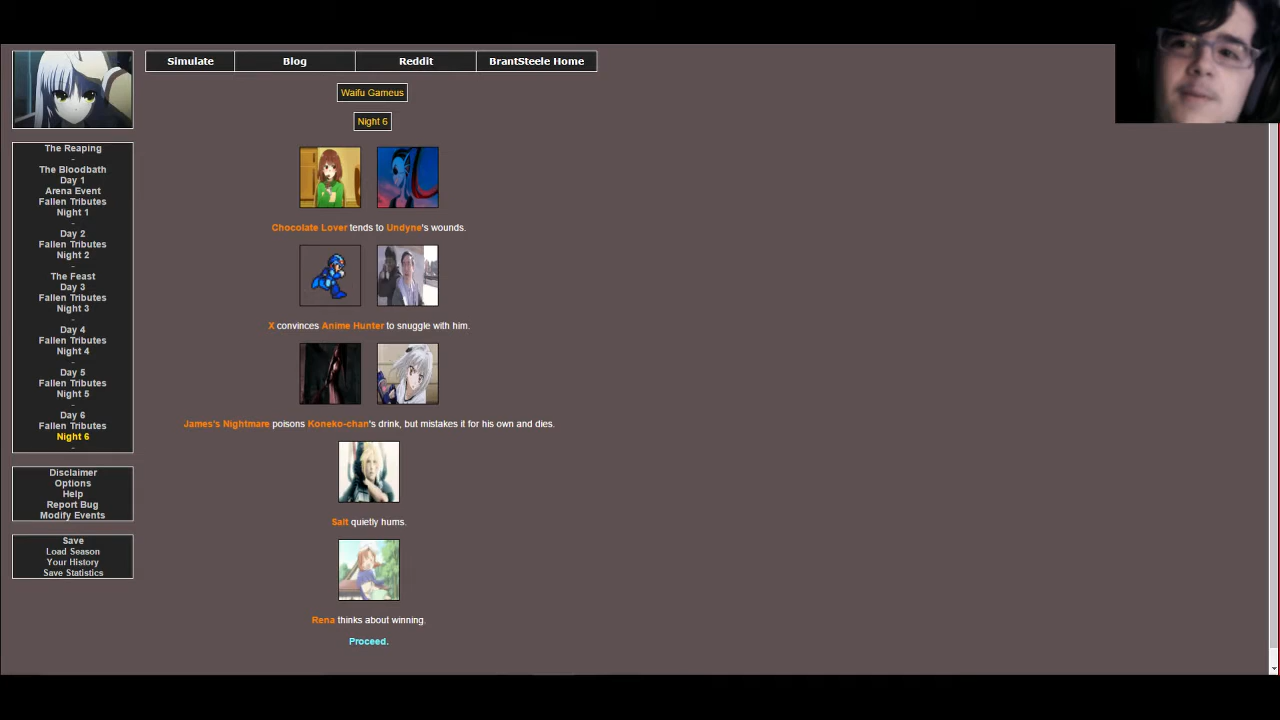 Simulate
Blog
Reddit
BrantSteele Home
Waifu Gameus
Night 6
The Reaping
-
The Bloodbath
Day 1
Arena Event
Fallen Tributes
Night 1
-
Day 2
Fallen Tributes
Night 2
-
The Feast
Day 3
Fallen Tributes
Night 3
-
Day 4
Fallen Tributes
Night 4
-
Day 5
Fallen Tributes
Night 5
-
Day 6
Fallen Tributes
Night 6
-
Disclaimer
Options
Help
Report Bug
Modify Events
Save
Load Season
Your History
Save Statistics
Chocolate Lover tends to Undyne's wounds.
X convinces Anime Hunter to snuggle with him.
James's Nightmare poisons Koneko-chan's drink, but mistakes it for his own and dies.
Salt quietly hums.
Rena thinks about winning.
Proceed.